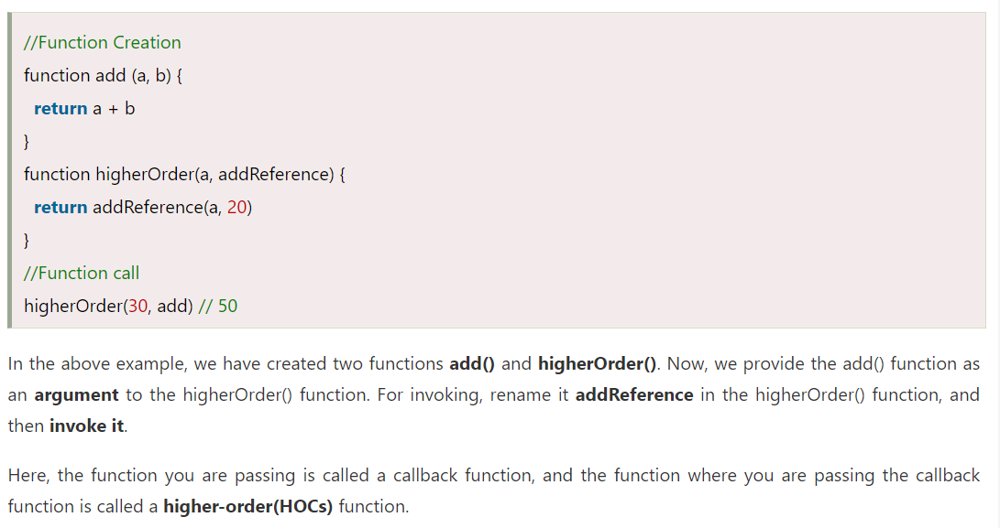 //Function Creation
function add (a, b) {
return a + b
}
function higherOrder(a, addReference) {
return addReference(a, 20)
}
//Function call
higherOrder(30, add) // 50
In the above example, we have created two functions add() and higherOrder(). Now, we provide the add() function as
an argument to the higherOrder() function. For invoking, rename it addReference in the higherOrder() function, and
then invoke it.
Here, the function you are passing is called a callback function, and the function where you are passing the callback
function is called a higher-order(HOCs) function.